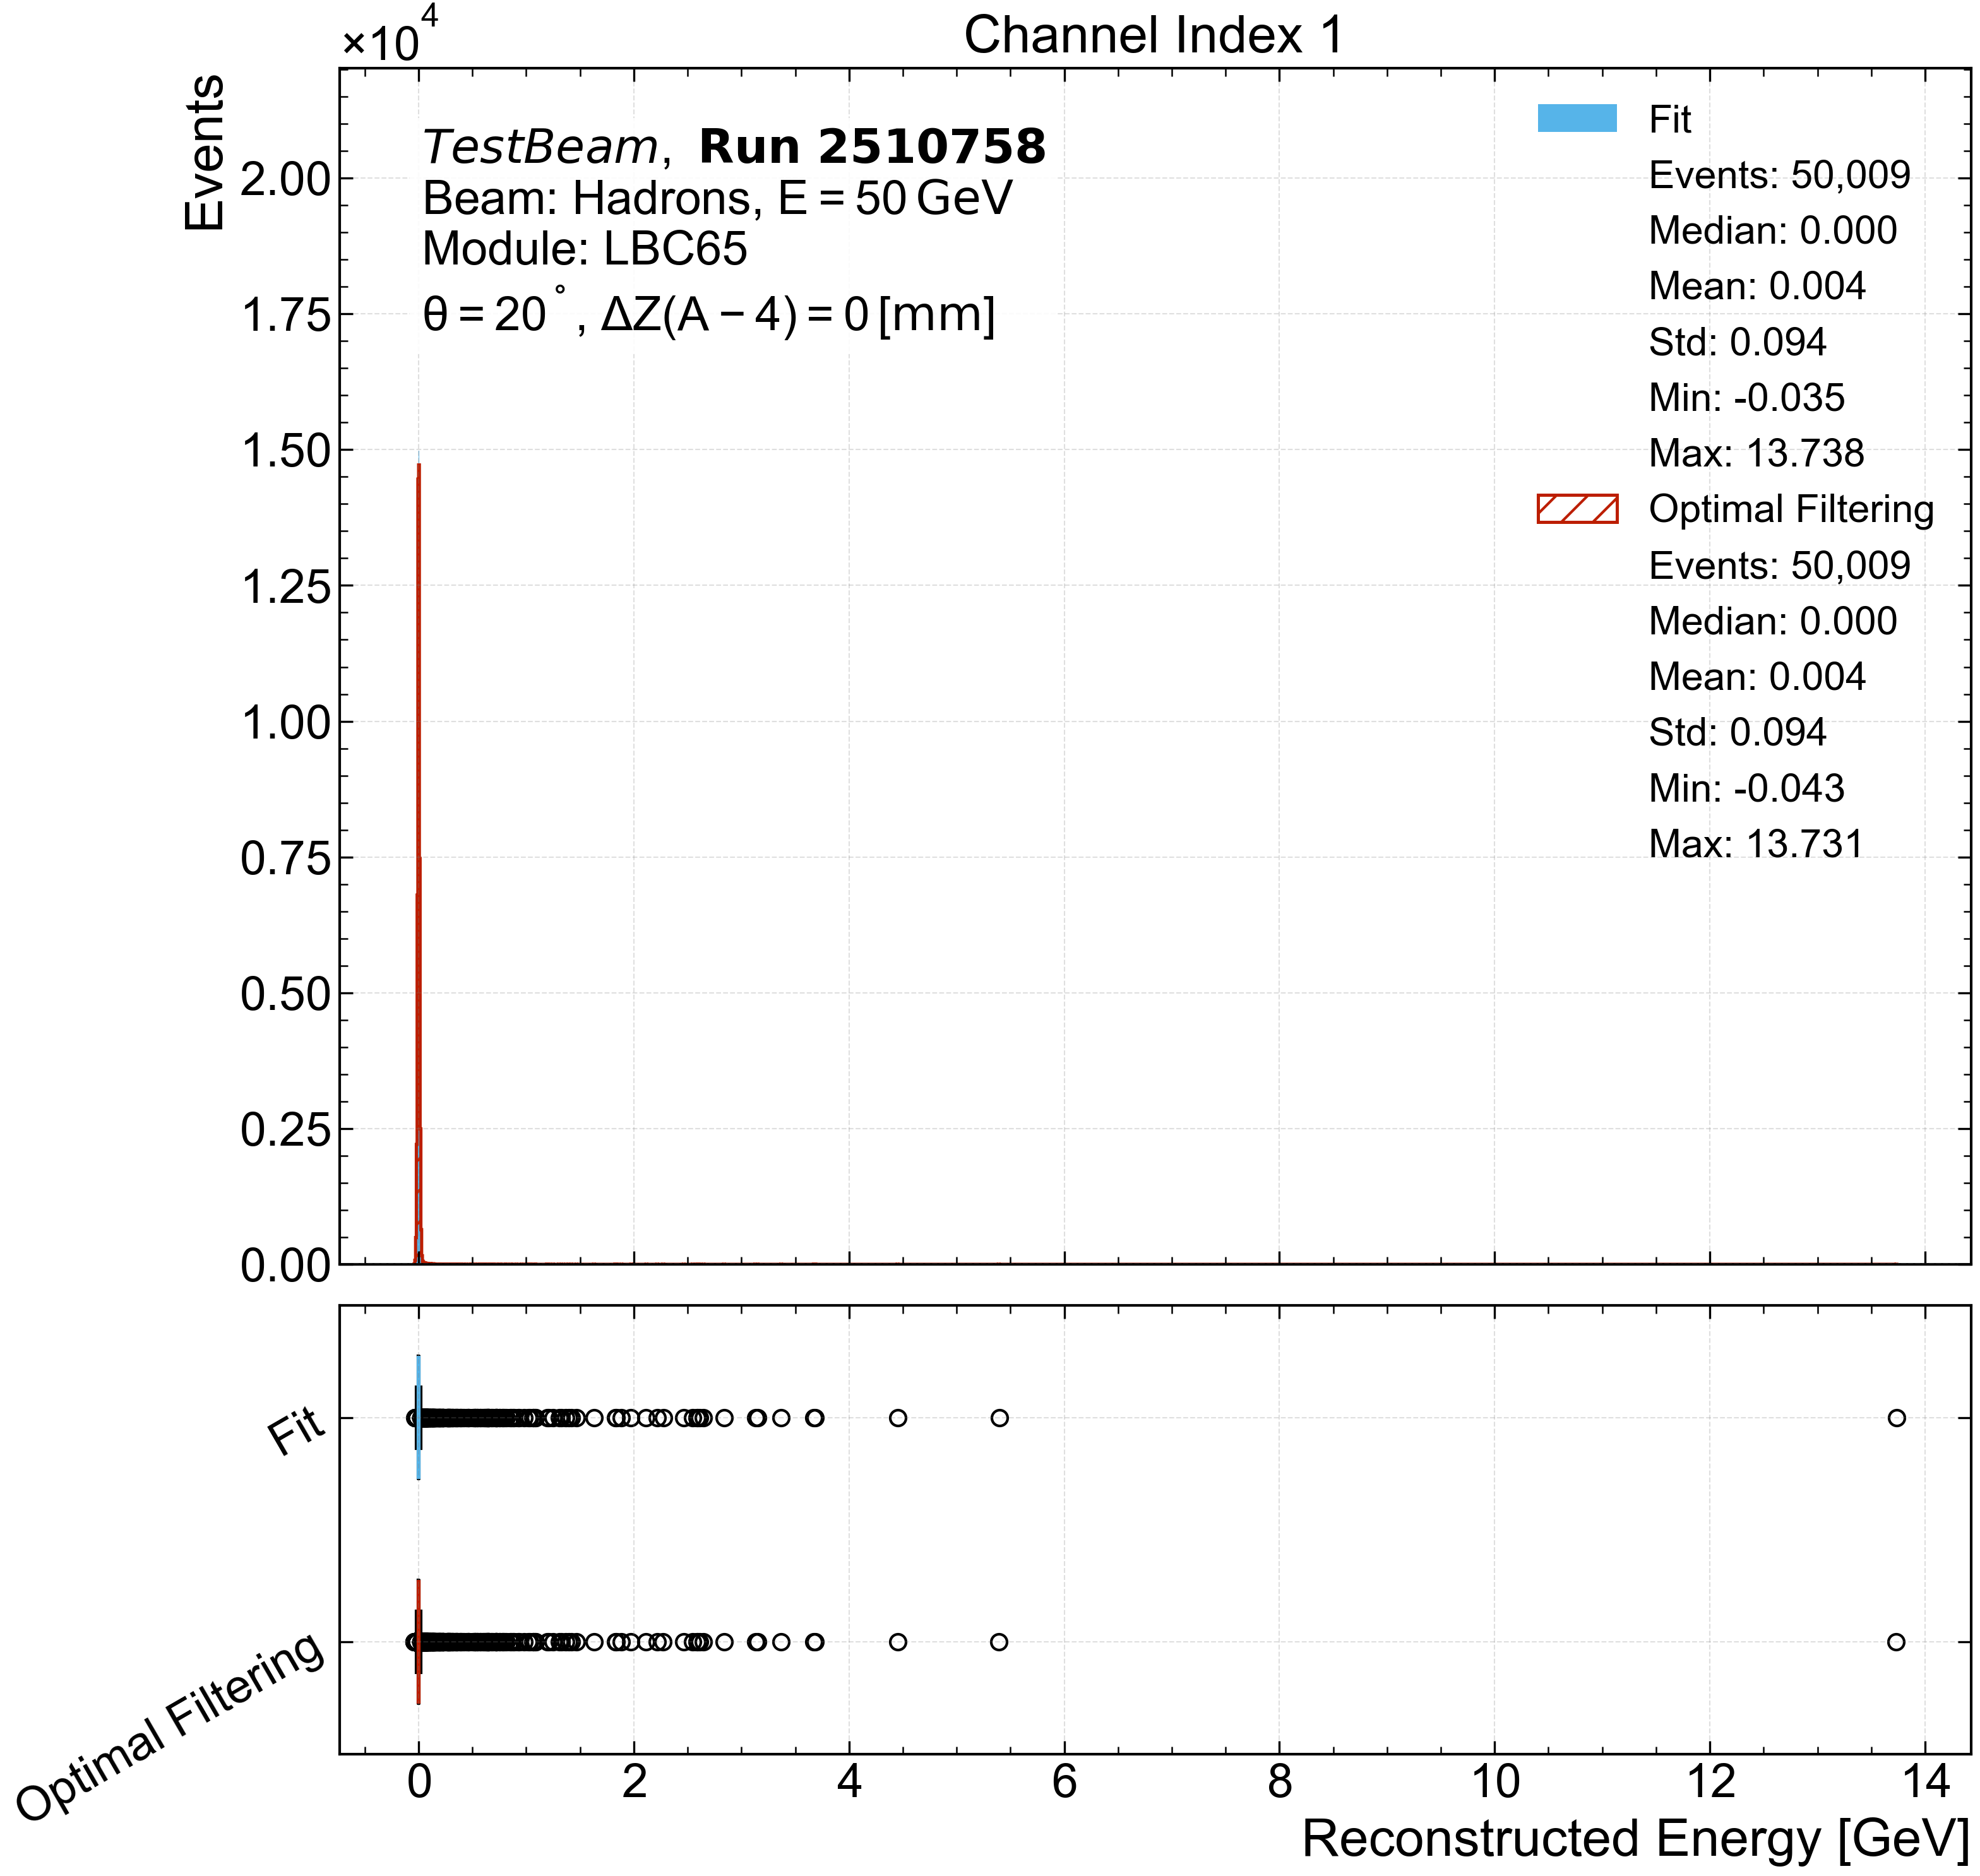 Channel Index 1
×10⁴
Events
TestBeam, Run 2510758
Beam: Hadrons, E = 50 GeV
Module: LBC65
θ = 20°, ΔZ(A − 4) = 0 [mm]
Fit
Events: 50,009
Median: 0.000
Mean: 0.004
Std: 0.094
Min: -0.035
Max: 13.738
Optimal Filtering
Events: 50,009
Median: 0.000
Mean: 0.004
Std: 0.094
Min: -0.043
Max: 13.731
2.00
1.75
1.50
1.25
1.00
0.75
0.50
0.25
0.00
Fit
Optimal Filtering
0 2 4 6 8 10 12 14
Reconstructed Energy [GeV]